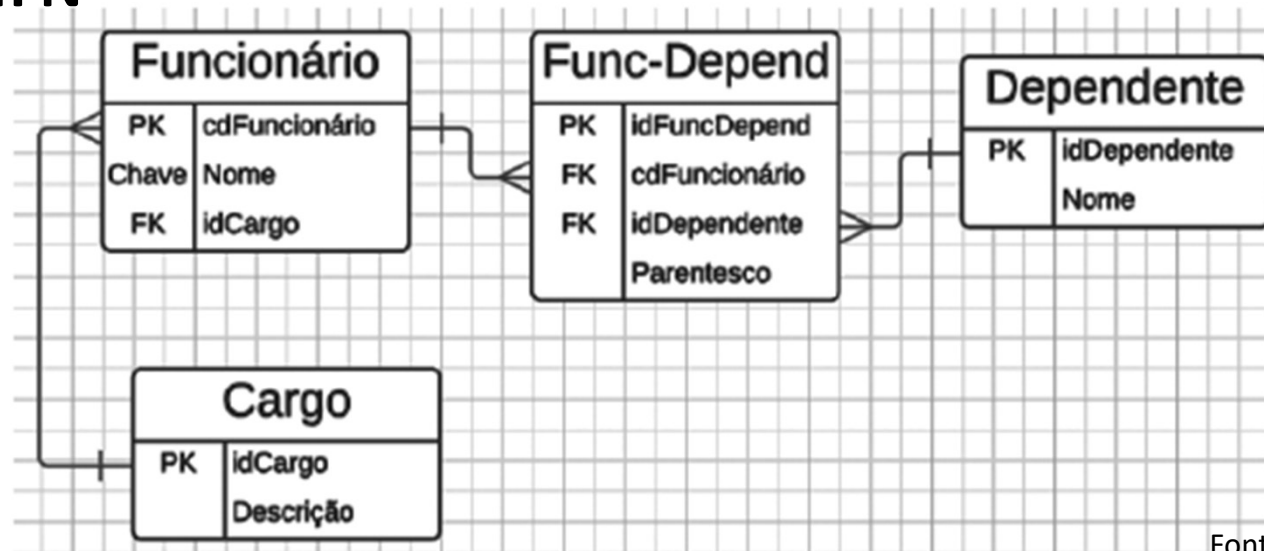 Funcionário
PK cdFuncionário
Chave Nome
FK idCargo
Func-Depend
PK idFuncDepend
FK cdFuncionário
FK idDependente
Parentesco
Dependente
PK idDependente
Nome
Cargo
PK idCargo
Descrição
Font